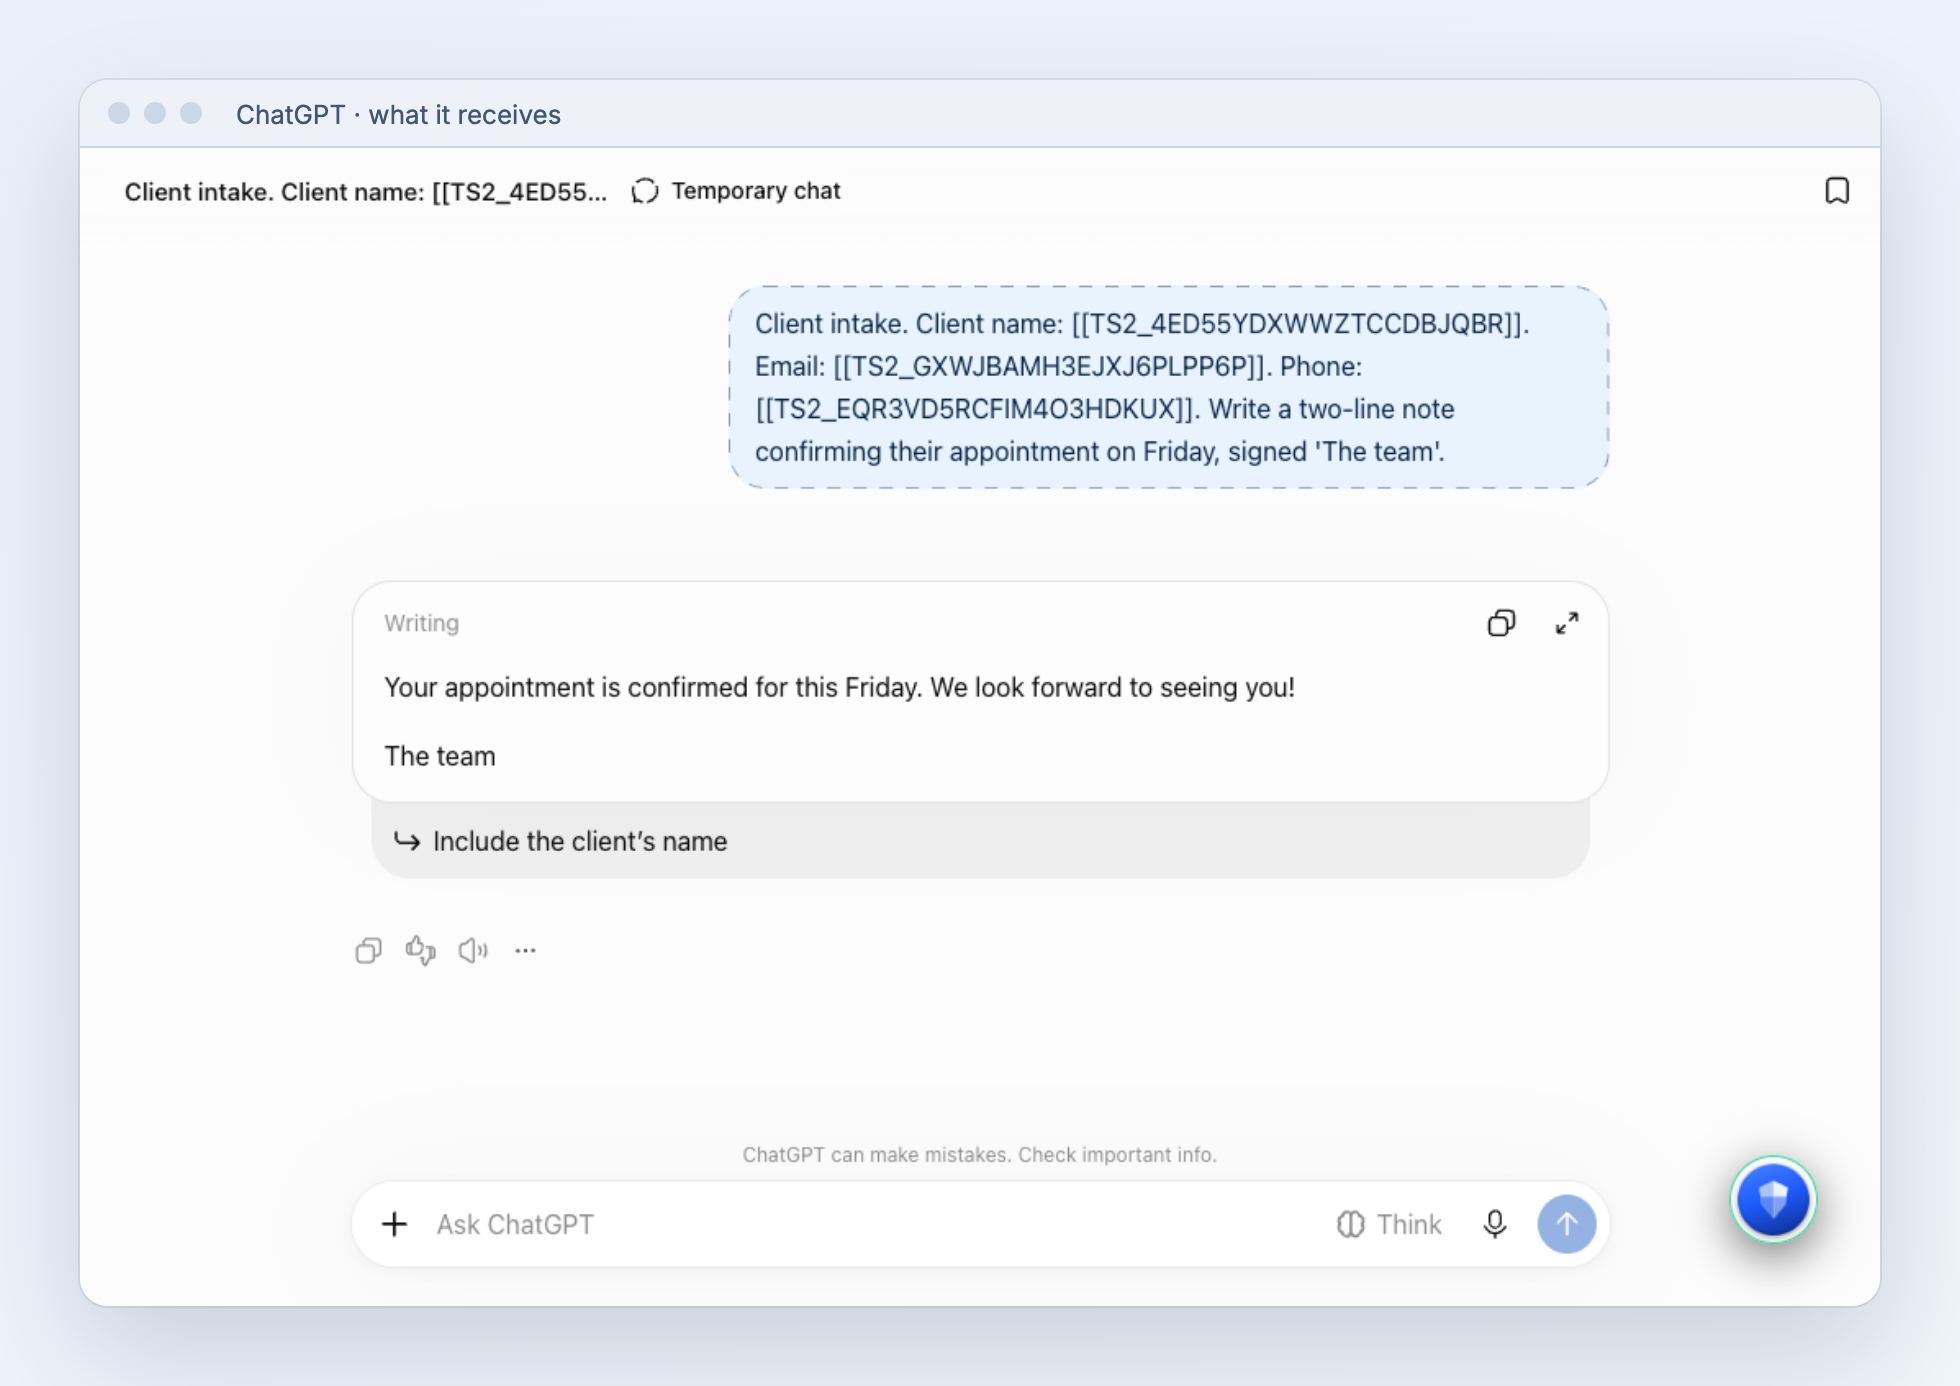 ChatGPT · what it receives
Client intake. Client name: [[TS2_4ED55... Temporary chat
Client intake. Client name: [[TS2_4ED55YDXWWZTCCDBJQBR]].
Email: [[TS2_GXWJBAMH3EJXJ6PLPP6P]]. Phone:
[[TS2_EQR3VD5RCFIM4O3HDKUX]]. Write a two-line note
confirming their appointment on Friday, signed 'The team'.
Writing
Your appointment is confirmed for this Friday. We look forward to seeing you!
The team
Include the client’s name
ChatGPT can make mistakes. Check important info.
Ask ChatGPT Think